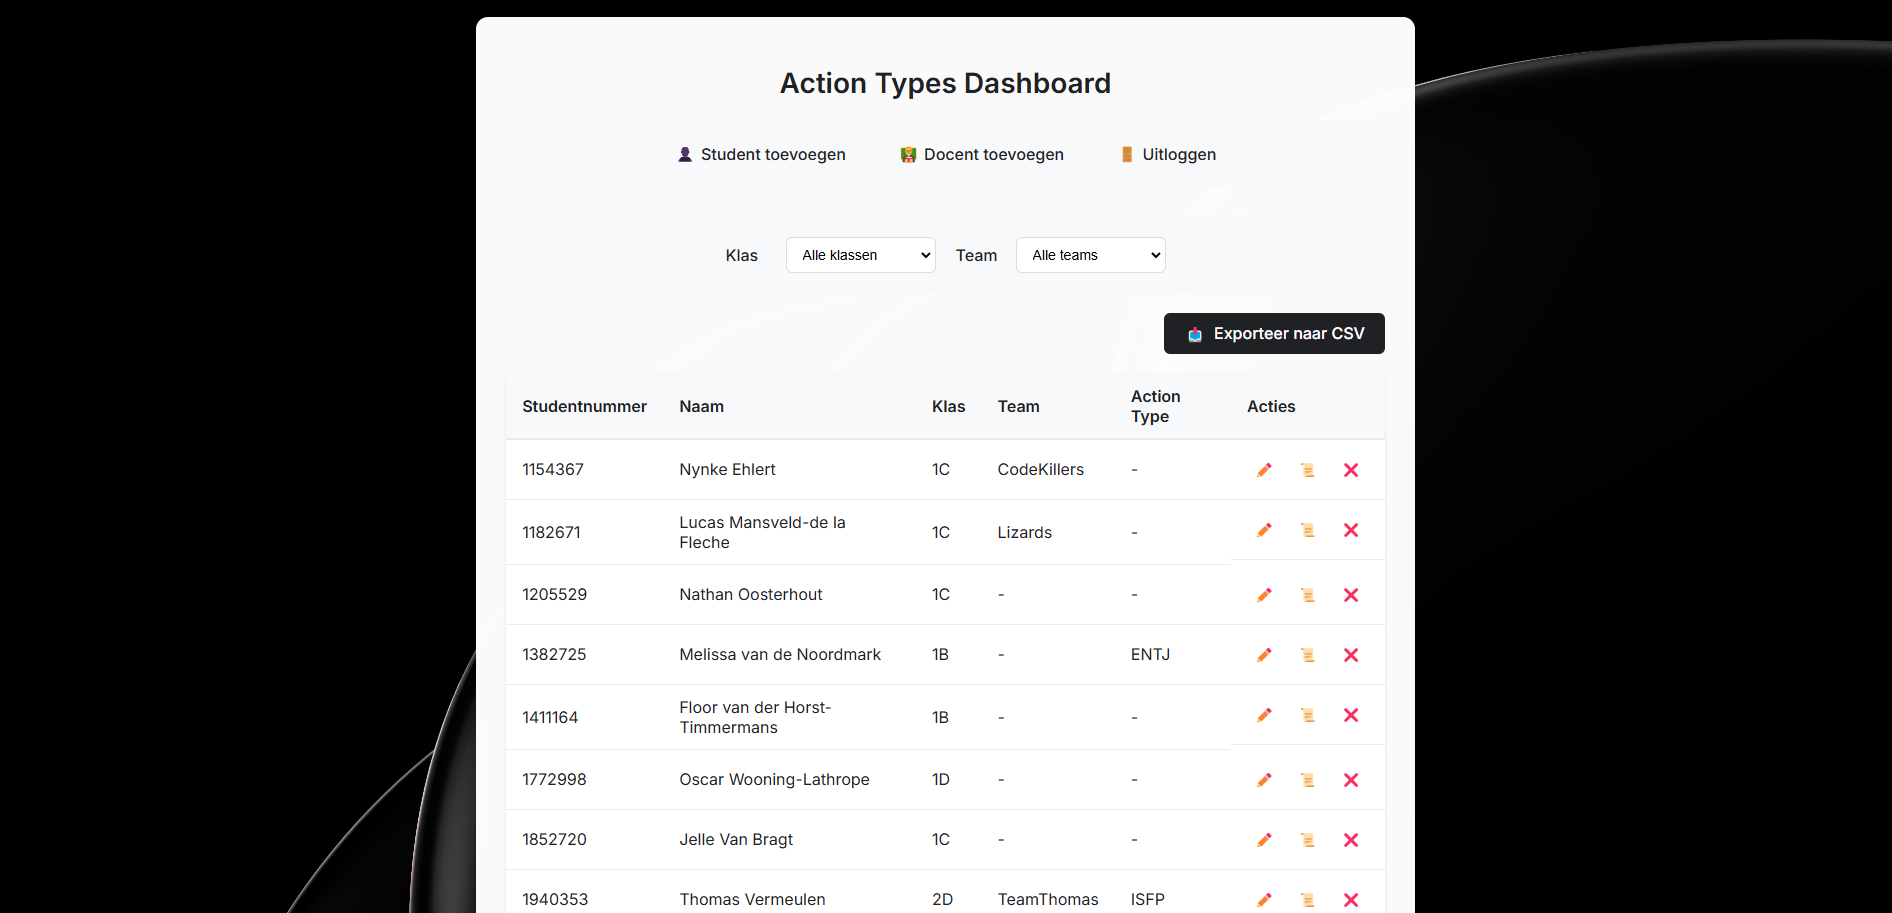 Action Types Dashboard
Student toevoegen Docent toevoegen Uitloggen
Klas Alle klassen Team Alle teams
Exporteer naar CSV
Studentnummer Naam Klas Team Action Type Acties
1154367 Nynke Ehlert 1C CodeKillers -
1182671 Lucas Mansveld-de la Fleche 1C Lizards -
1205529 Nathan Oosterhout 1C - -
1382725 Melissa van de Noordmark 1B - ENTJ
1411164 Floor van der Horst-Timmermans 1B - -
1772998 Oscar Wooning-Lathrope 1D - -
1852720 Jelle Van Bragt 1C - -
1940353 Thomas Vermeulen 2D TeamThomas ISFP